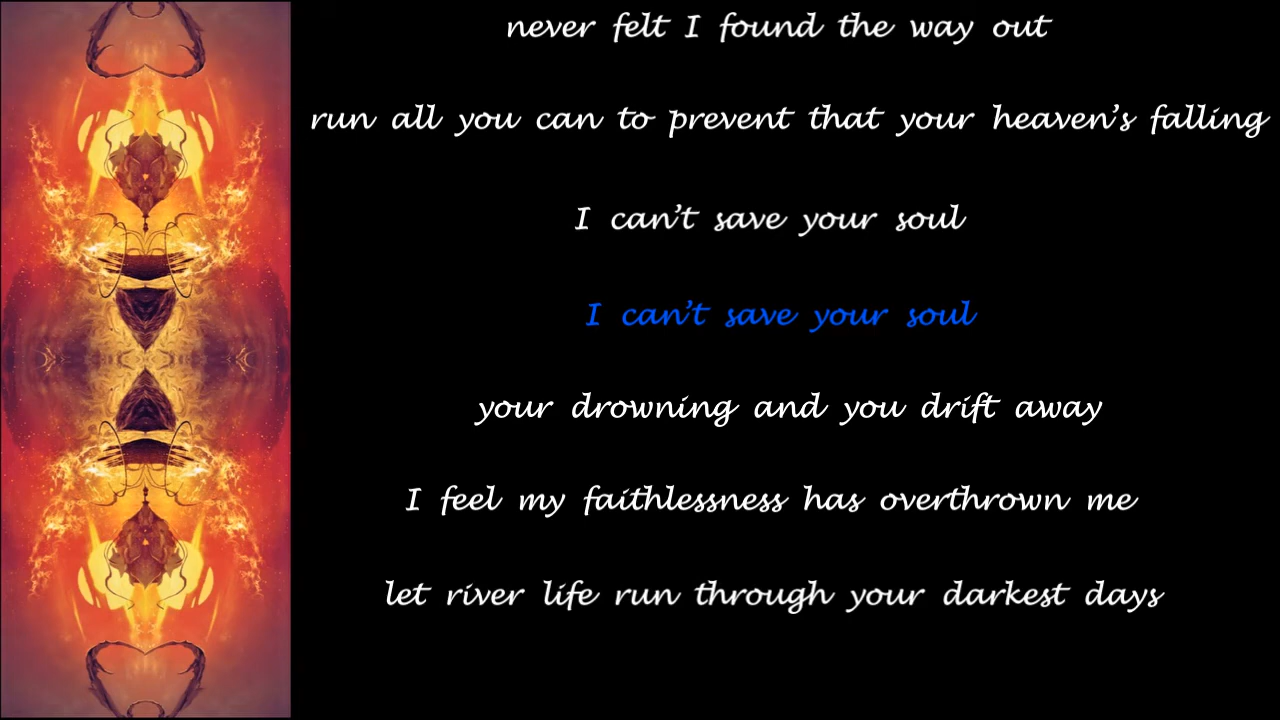 never felt I found the way out
run all you can to prevent that your heaven's falling
I can't save your soul
I can't save your soul
your drowning and you drift away
I feel my faithlessness has overthrown me
let river life run through your darkest days